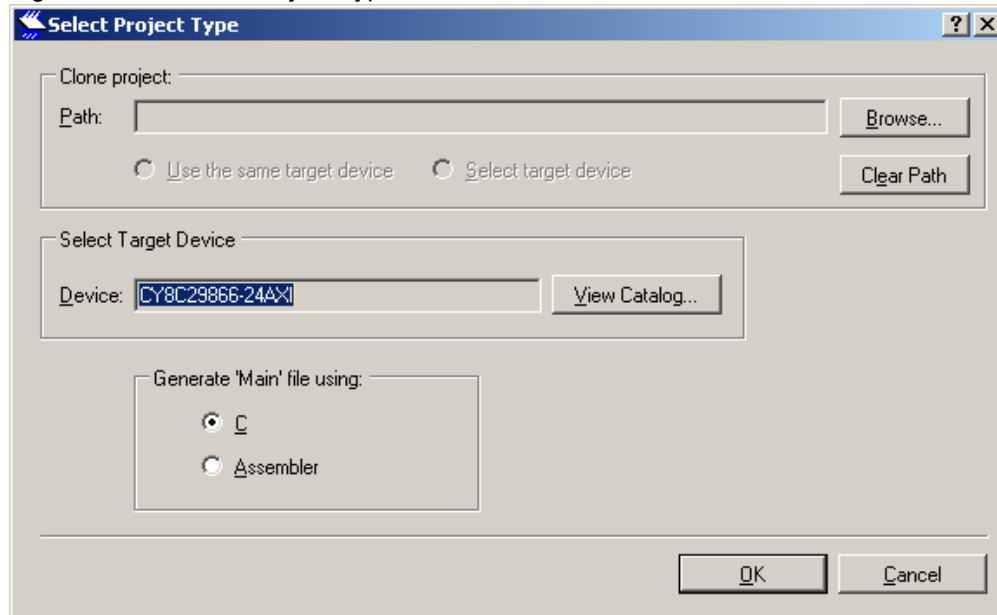 Select Project Type
Clone project:
Path:
Browse...
Use the same target device
Select target device
Clear Path
Select Target Device
Device:
CY8C29866-24AXI
View Catalog...
Generate 'Main' file using:
C
Assembler
OK
Cancel